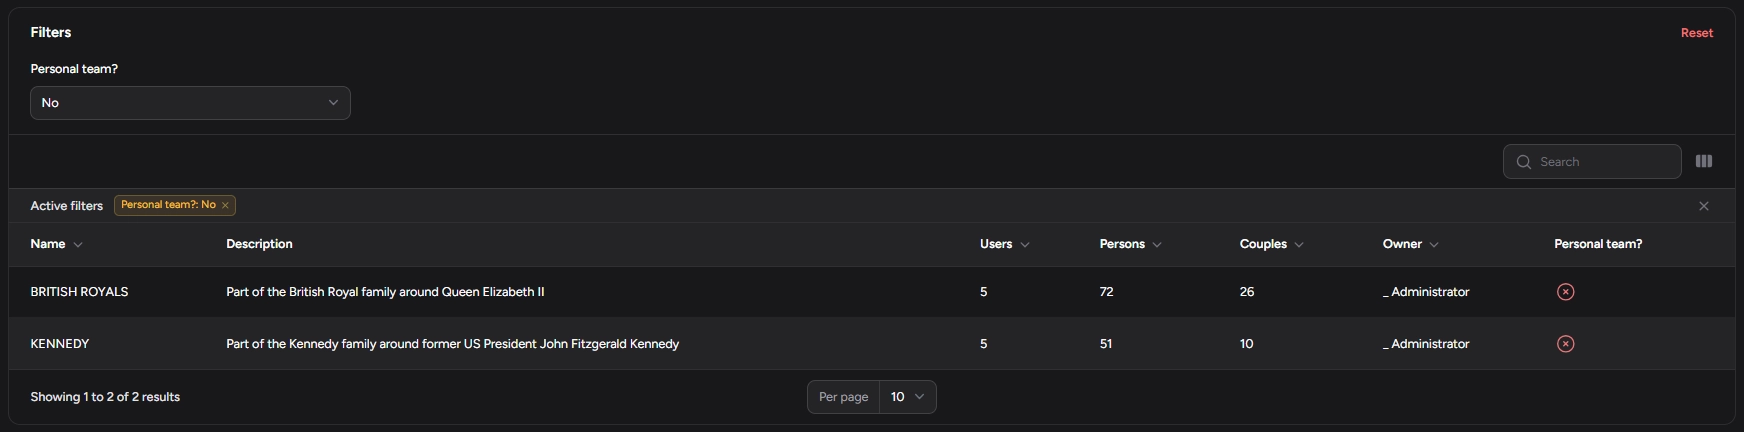 Filters Reset
Personal team?
No
Search
Active filters Personal team?: No
Name Description Users Persons Couples Owner Personal team?
BRITISH ROYALS Part of the British Royal family around Queen Elizabeth II 5 72 26 _ Administrator
KENNEDY Part of the Kennedy family around former US President John Fitzgerald Kennedy 5 51 10 _ Administrator
Showing 1 to 2 of 2 results Per page 10